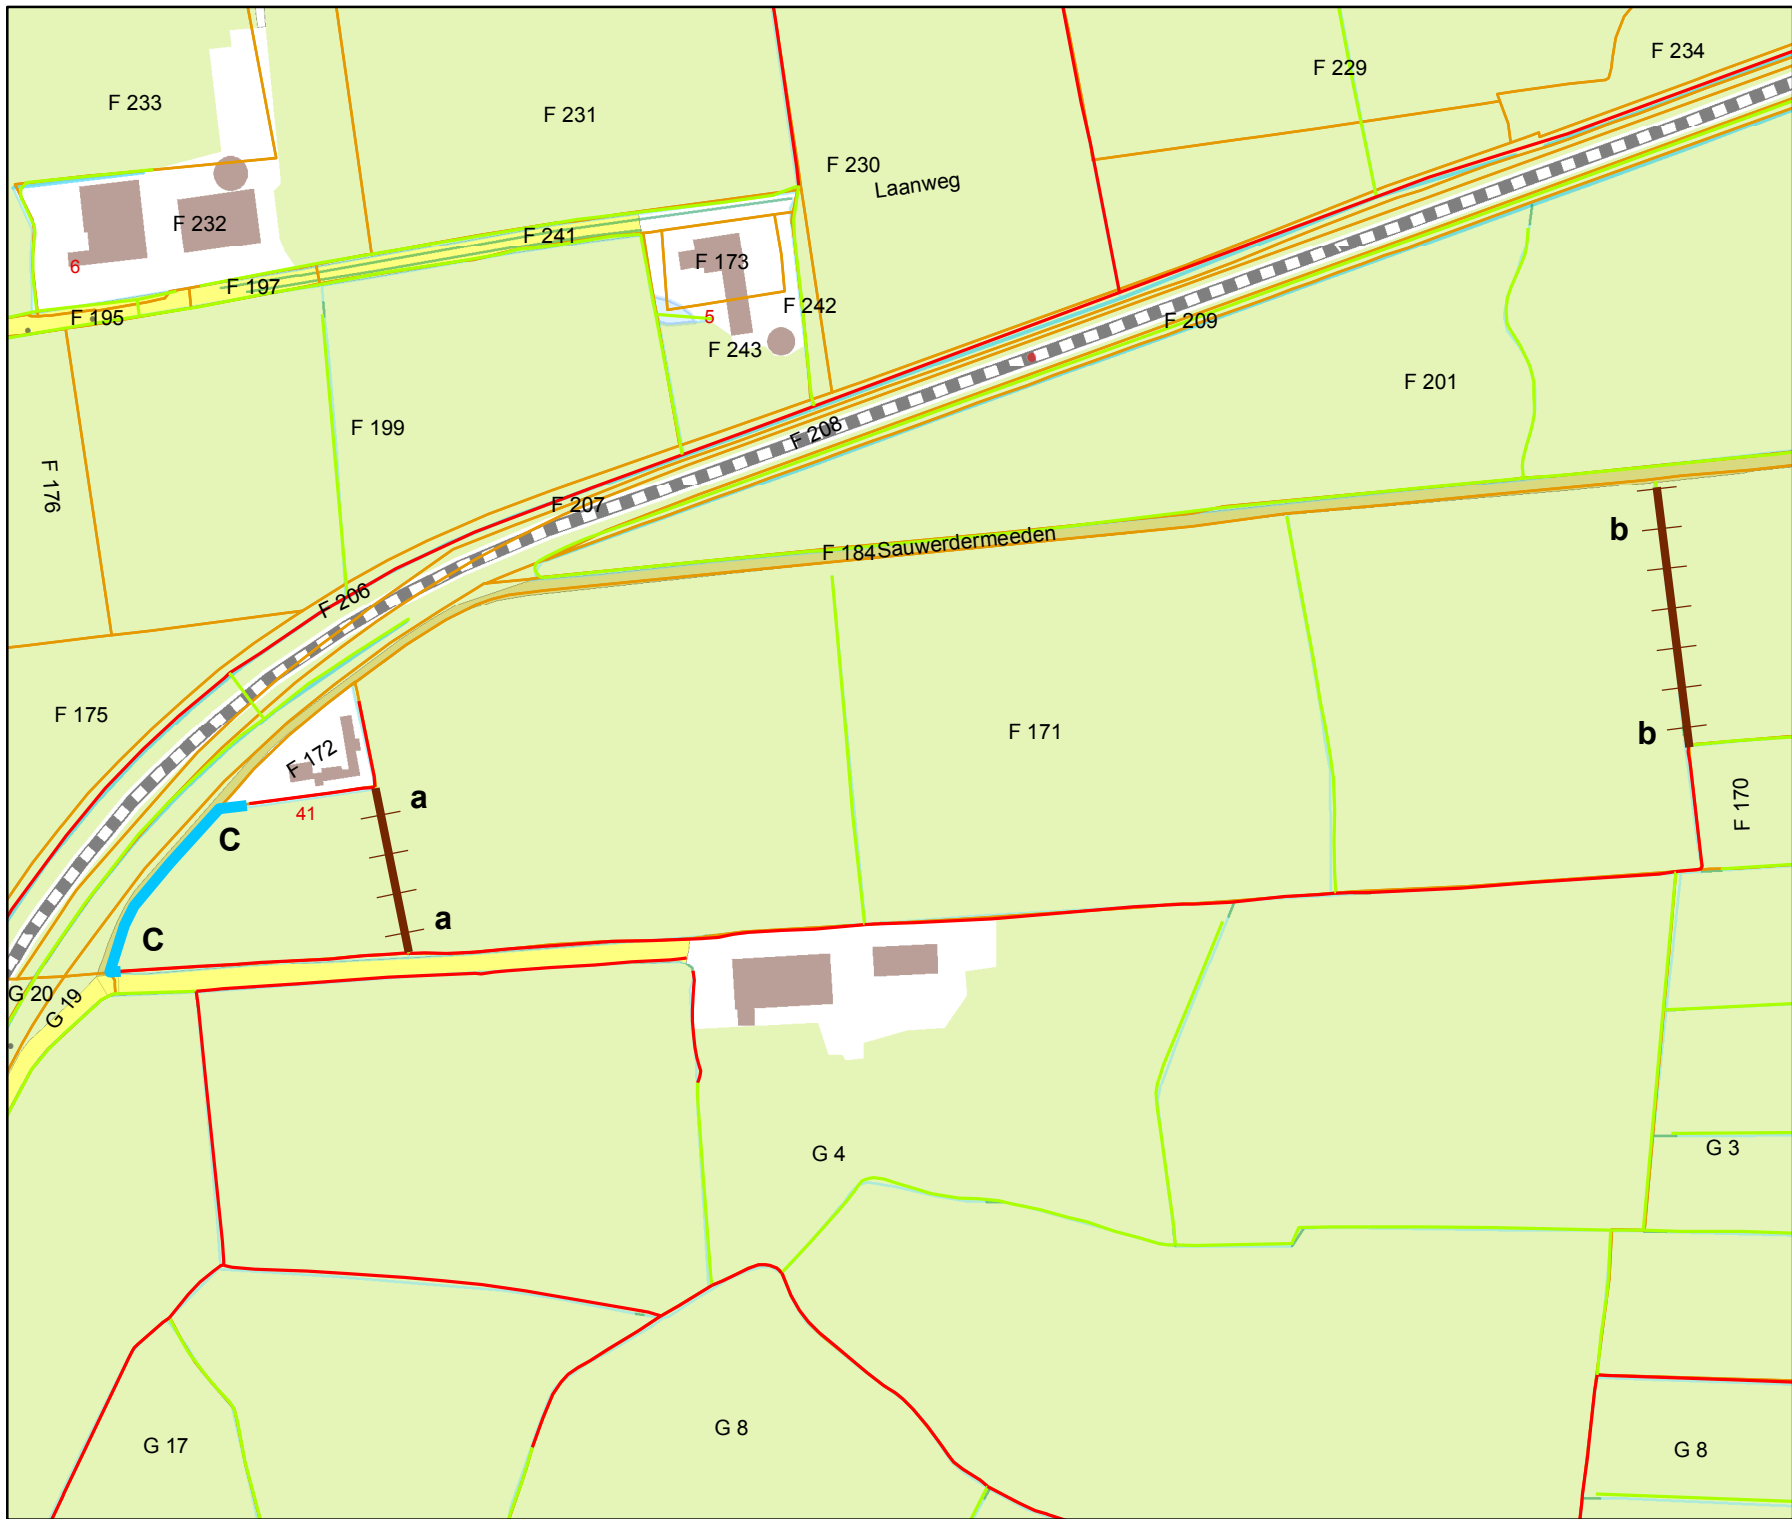 F 234
F 229
F 233
F 231
F 230
Laanweg
F 232
F 241
F 173
6
F 197
F 242
F 195
5
F 209
F 243
F 201
F 199
F 208
F 176
F 207
b
F 184
Sauwerdermeeden
F 206
F 175
F 171
b
F 172
a
F 170
41
C
a
C
G 20
G 19
G 4
G 3
G 8
G 17
G 8